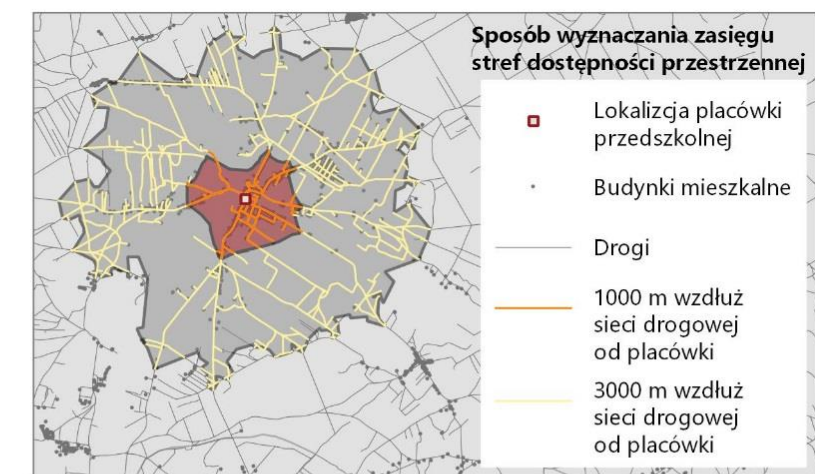 Sposób wyznaczania zasięgu
stref dostępności przestrzennej
Lokalizcja placówki
przedszkolnej
Budynki mieszkalne
Drogi
1000 m wzdłuż
sieci drogowej
od placówki
3000 m wzdłuż
sieci drogowej
od placówki